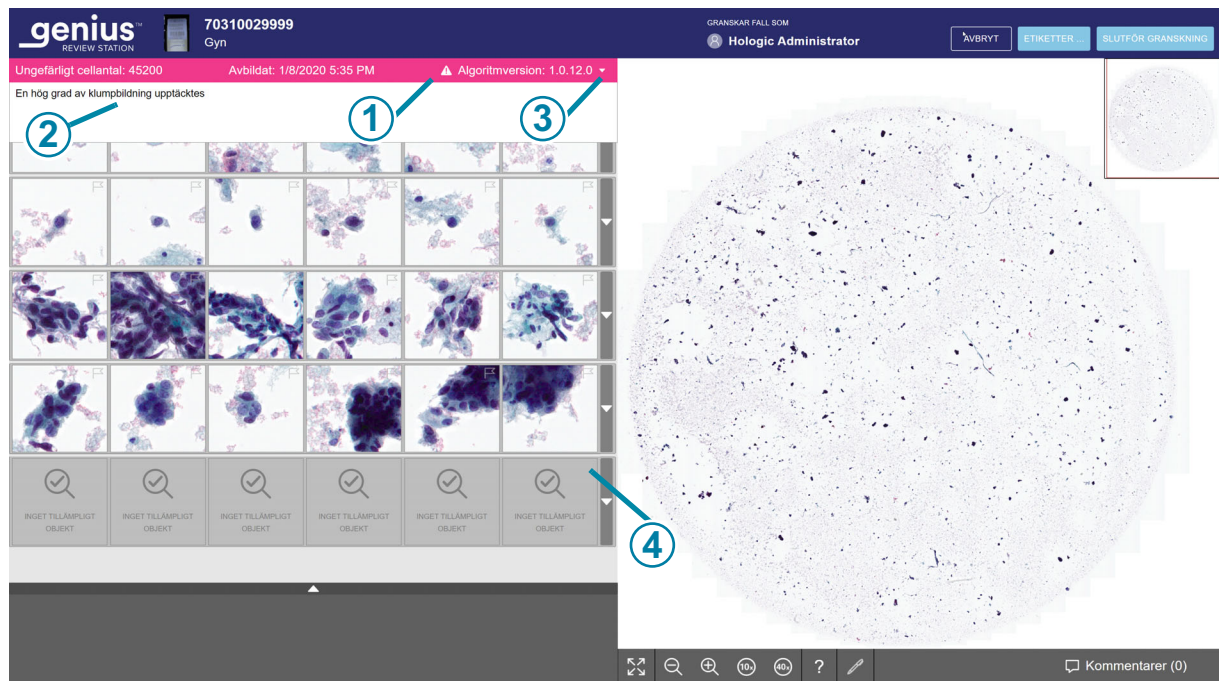 genius™
REVIEW STATION
70310029999
Gyn
GRANSKAR FALL SOM
Hologic Administrator
AVBRYT
ETIKETTER ...
SLUTFÖR GRANSKNING
Ungefärligt cellantal: 45200
Avbildat: 1/8/2020 5:35 PM
Algoritmversion: 1.0.12.0
En hög grad av klumpbildning upptäcktes
1
2
3
INGET TILLÄMPLIGT
OBJEKT
INGET TILLÄMPLIGT
OBJEKT
INGET TILLÄMPLIGT
OBJEKT
INGET TILLÄMPLIGT
OBJEKT
INGET TILLÄMPLIGT
OBJEKT
INGET TILLÄMPLIGT
OBJEKT
4
10x
40x
?
Kommentarer (0)